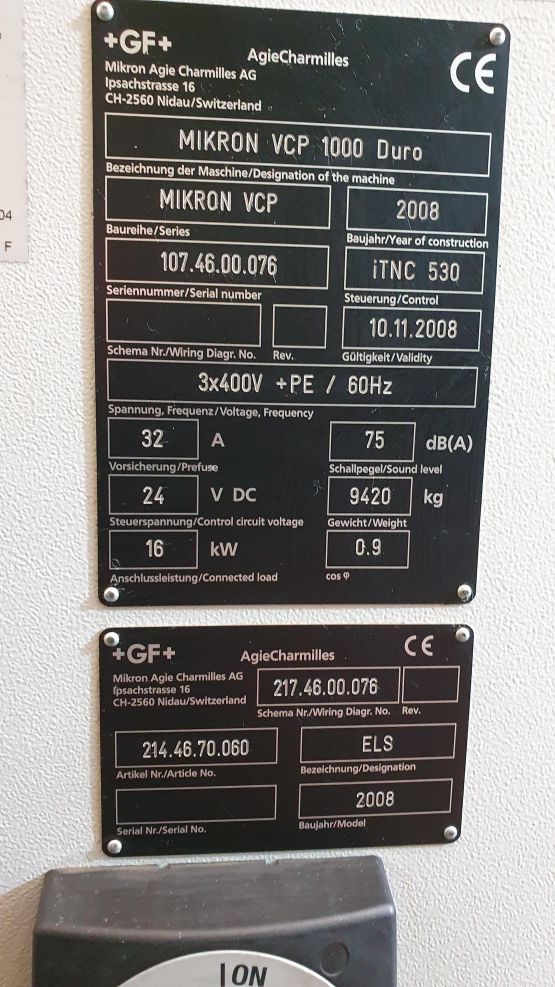 +GF+
AgieCharmilles
CE
Mikron Agie Charmilles AG
Ipsachstrasse 16
CH-2560 Nidau/Switzerland
MIKRON VCP 1000 Duro
Bezeichnung der Maschine/Designation of the machine
MIKRON VCP
2008
Baureihe/Series
Baujahr/Year of construction
107.46.00.076
iTNC 530
Seriennummer/Serial number
Steuerung/Control
10.11.2008
Schema Nr./Wiring Diagr. No.
Rev.
Gültigkeit/Validity
3x400V +PE / 60Hz
Spannung, Frequenz/Voltage, Frequency
32 A
75 dB(A)
Vorsicherung/Prefuse
Schallpegel/Sound level
24 V DC
9420 kg
Steuerspannung/Control circuit voltage
Gewicht/Weight
16 kW
0.9
Anschlussleistung/Connected load
cos φ
+GF+
AgieCharmilles
CE
Mikron Agie Charmilles AG
Ipsachstrasse 16
CH-2560 Nidau/Switzerland
217.46.00.076
Schema Nr./Wiring Diagr. No.
Rev.
214.46.70.060
ELS
Artikel Nr./Article No.
Bezeichnung/Designation
2008
Serial Nr./Serial No.
Baujahr/Model
I ON
04
F